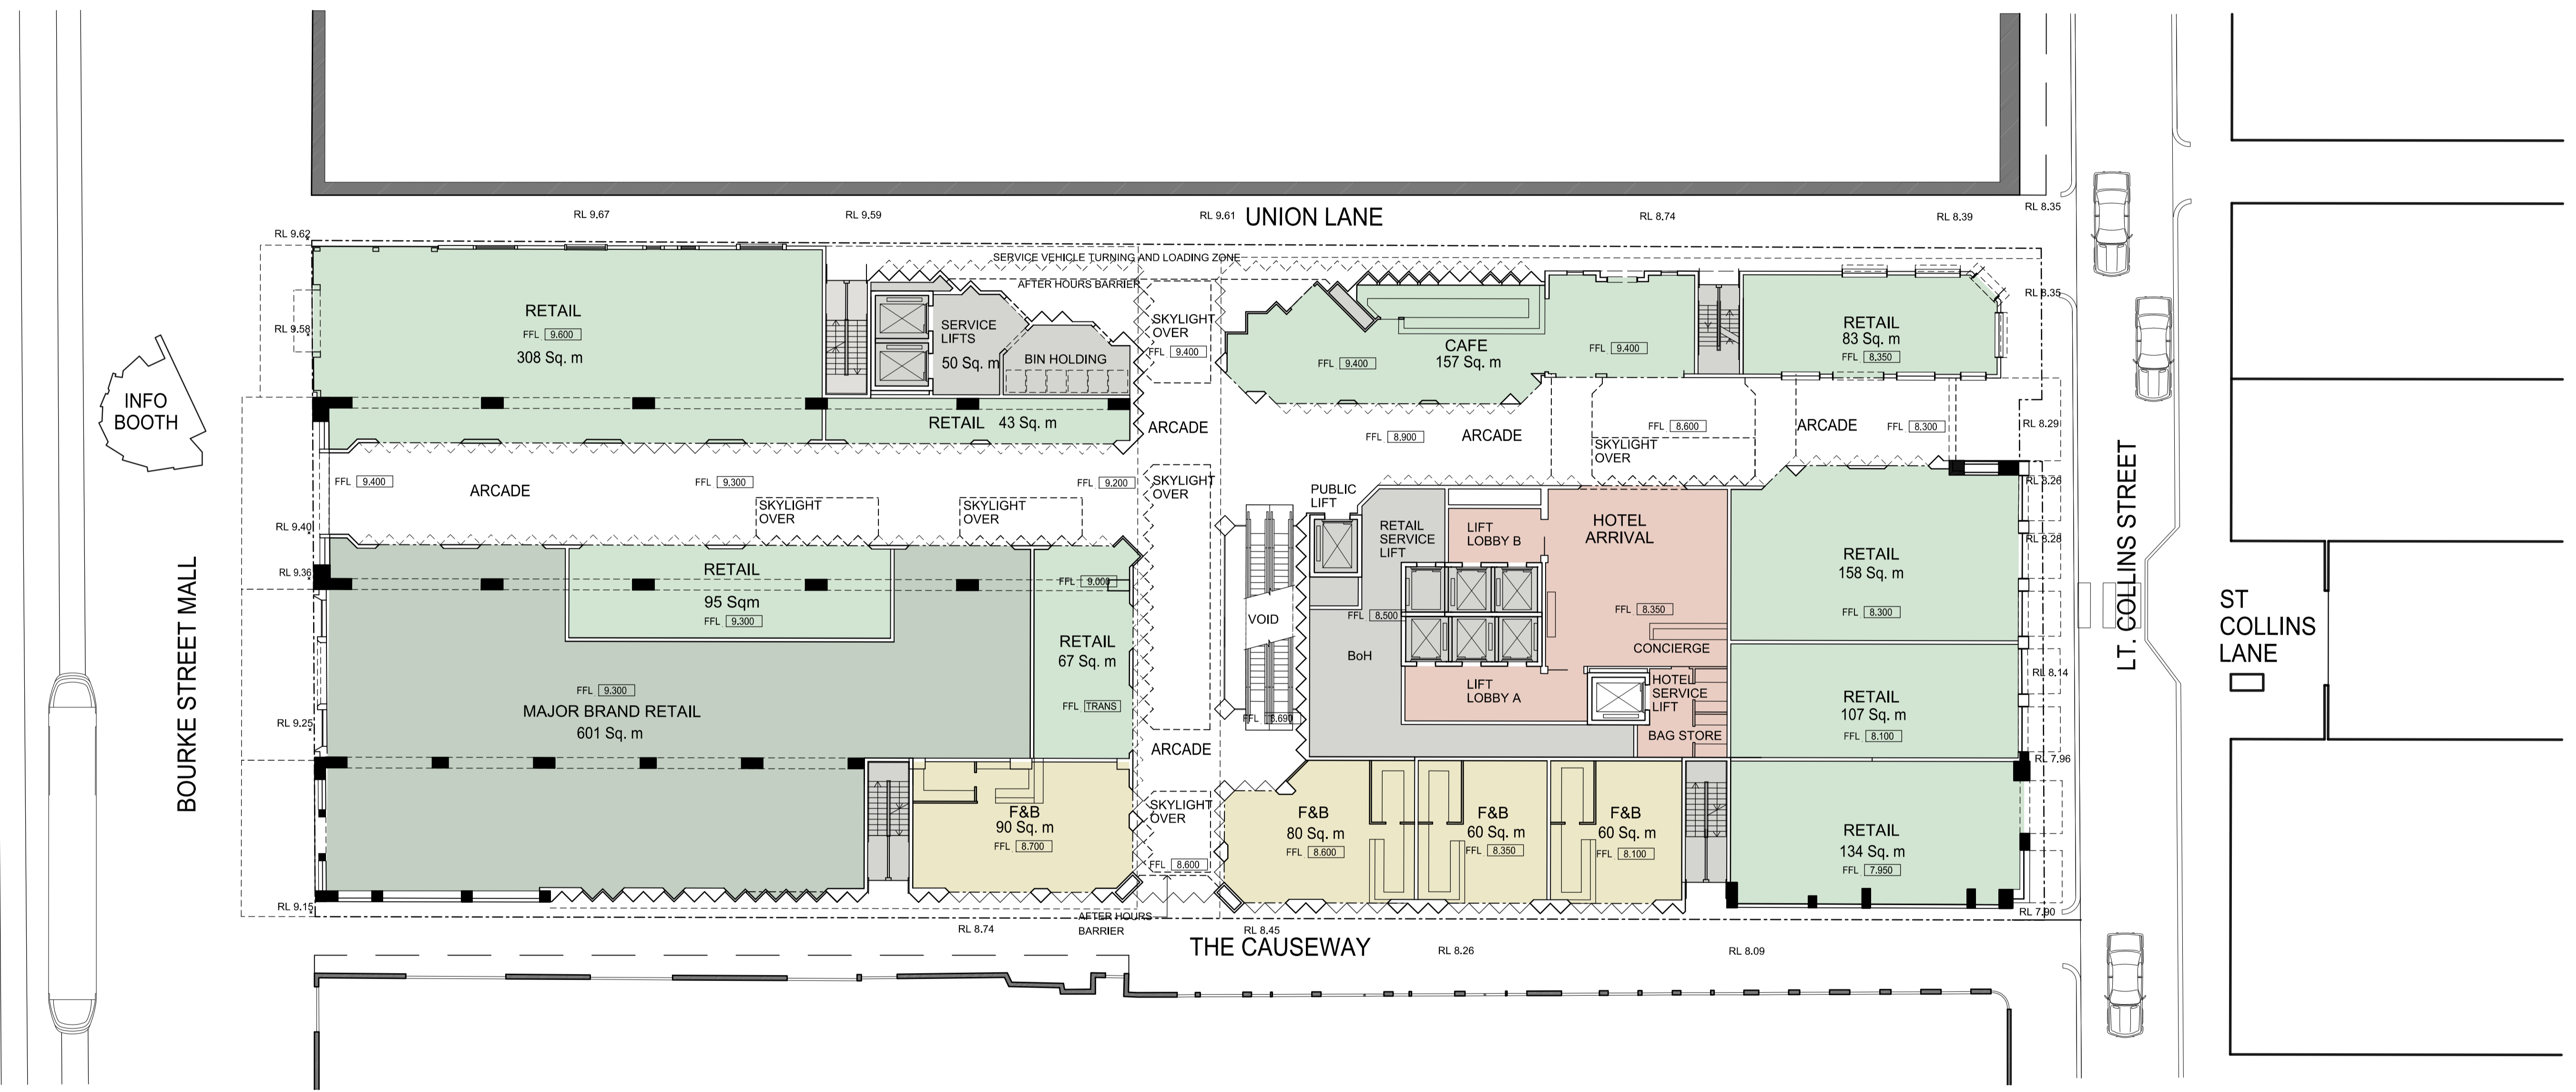 RL 9.67
RL 9.59
RL 9.61
UNION LANE
RL 8.74
RL 8.39
RL 8.35
RL 9.62
SERVICE VEHICLE TURNING AND LOADING ZONE
AFTER HOURS BARRIER
RL 8.35
RETAIL
FFL 9.600
308 Sq. m
RL 9.58
SERVICE
LIFTS
50 Sq. m
BIN HOLDING
SKYLIGHT
OVER
FFL 9.400
CAFE
157 Sq. m
FFL 9.400
FFL 9.400
RETAIL
83 Sq. m
FFL 8,350
INFO
BOOTH
RETAIL 43 Sq. m
ARCADE
FFL 8.900
ARCADE
FFL 8.600
SKYLIGHT
OVER
ARCADE
FFL 8.300
RL 8.29
FFL 9.400
ARCADE
FFL 9.300
FFL 9.200
SKYLIGHT
OVER
SKYLIGHT
OVER
SKYLIGHT
OVER
PUBLIC
LIFT
RETAIL
SERVICE
LIFT
LIFT
LOBBY B
HOTEL
ARRIVAL
RL 8.26
RL 8.28
RL 9.40
RL 9.36
RETAIL
95 Sqm
FFL 9.300
FFL 9.000
RETAIL
67 Sq. m
FFL TRANS
VOID
FFL 8.500
BoH
FFL 8.350
CONCIERGE
RETAIL
158 Sq. m
FFL 8.300
BOURKE STREET MALL
LT. COLLINS STREET
ST
COLLINS
LANE
FFL 9.300
MAJOR BRAND RETAIL
601 Sq. m
RL 9.25
LIFT
LOBBY A
HOTEL
SERVICE
LIFT
BAG STORE
FFL 8.690
ARCADE
RETAIL
107 Sq. m
FFL 8.100
RL 8.14
RL 7.96
F&B
90 Sq. m
FFL 8.700
SKYLIGHT
OVER
FFL 8.600
F&B
80 Sq. m
FFL 8.600
F&B
60 Sq. m
FFL 8.350
F&B
60 Sq. m
FFL 8.100
RETAIL
134 Sq. m
FFL 7.950
RL 9.15
AFTER HOURS
BARRIER
RL 7.90
RL 8.74
RL 8.45
THE CAUSEWAY
RL 8.26
RL 8.09